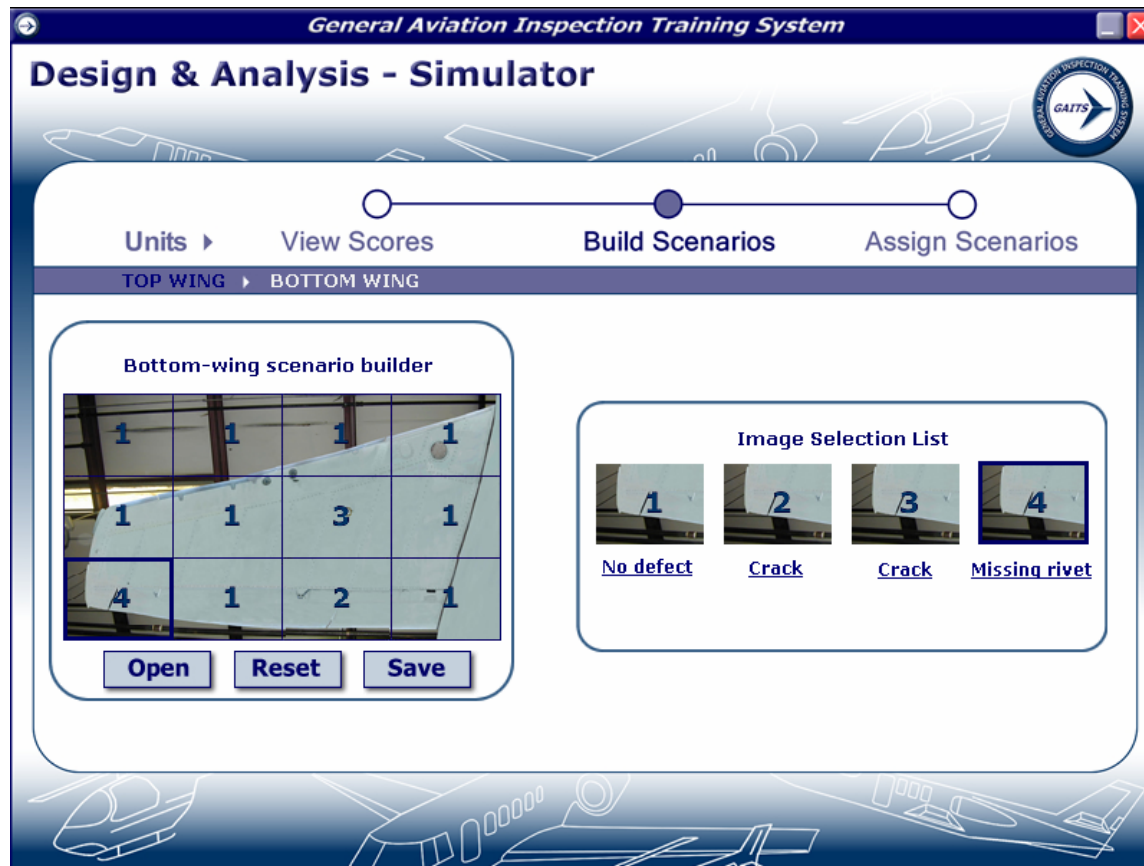 General Aviation Inspection Training System
Design & Analysis - Simulator
GENERAL AVIATION INSPECTION TRAINING SYSTEM
GAITS
Units View Scores Build Scenarios Assign Scenarios
TOP WING BOTTOM WING
Bottom-wing scenario builder
1 1 1 1
1 1 3 1
4 1 2 1
Open Reset Save
Image Selection List
1 2 3 4
No defect Crack Crack Missing rivet